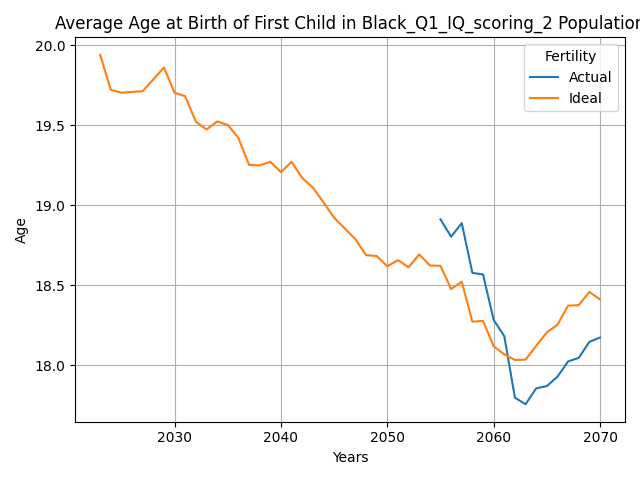 Average Age at Birth of First Child in Black_Q1_IQ_scoring_2 Population
Fertility
Actual
Ideal
Age
20.0
19.5
19.0
18.5
18.0
2030 2040 2050 2060 2070
Years